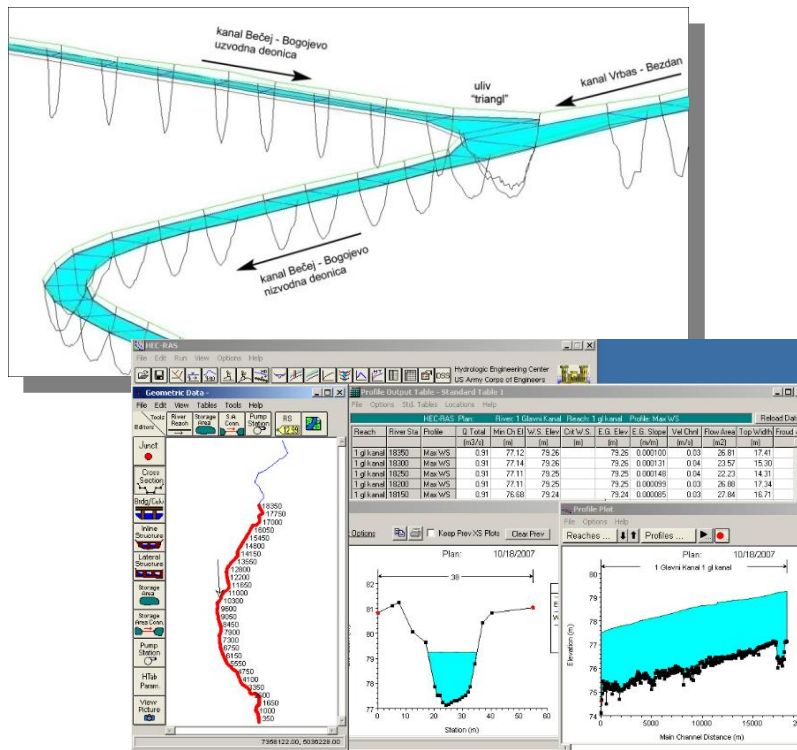 kanal Bečej - Bogojevo
uzvodna deonica
kanal Vrbas - Bezdan
uliv
"triangl"
kanal Bečej - Bogojevo
nizvodna deonica
HEC-RAS
File Edit Run View Options Help
Hydrologic Engineering Center
US Army Corps of Engineers
DSS
Geometric Data -
File Edit View Tables Tools Help
Tools
Editors
River
Reach
Storage
Area
S.A.
Conn.
Pump
Station
RS
Junct.
Cross
Section
Brdg/Culv
Inline
Structure
Lateral
Structure
Storage
Area
Storage
Area Conn.
Pump
Station
HTab
Param.
View
Picture
18350
17750
17000
16050
15450
14800
14150
13550
12800
12200
11650
11000
10300
9600
9050
8450
7900
7300
6750
6150
5550
4750
4100
3350
1650
1000
350
7368122.00, 5036228.00
Profile Output Table - Standard Table 1
File Options Std. Tables Locations Help
HEC-RAS Plan: River: 1 Glavni Kanal Reach: 1 gl kanal Profile: Max WS
Reload Data
Reach River Sta Profile Q Total Min Ch El W.S. Elev Crit W.S. E.G. Elev E.G. Slope Vel Chnl Flow Area Top Width
(m3/s) (m) (m) (m) (m) (m/m) (m/s) (m2) (m)
1 gl kanal 18350 Max WS 0.91 77.12 79.26 79.26 0.000100 0.03 26.81 17.41
1 gl kanal 18300 Max WS 0.91 77.14 79.26 79.26 0.000131 0.04 23.57 15.30
1 gl kanal 18250 Max WS 0.91 77.11 79.25 79.25 0.000148 0.04 22.23 14.31
1 gl kanal 18200 Max WS 0.91 77.11 79.25 79.25 0.000099 0.03 26.88 17.34
1 gl kanal 18150 Max WS 0.91 76.68 79.24 79.24 0.000085 0.03 27.84 16.71
Options
Keep Prev XS Plots
Clear Prev
Plan: 10/18/2007
.38
82
81
80
79
78
77
0 10 20 30 40 50 60
Station (m)
Profile Plot
File Options Help
Reaches ...
Profiles ...
Plan: 10/18/2007
1 Glavni Kanal 1 gl kanal
Elevation (m)
80
79
78
77
76
75
74
0 5000 10000 15000
Main Channel Distance (m)